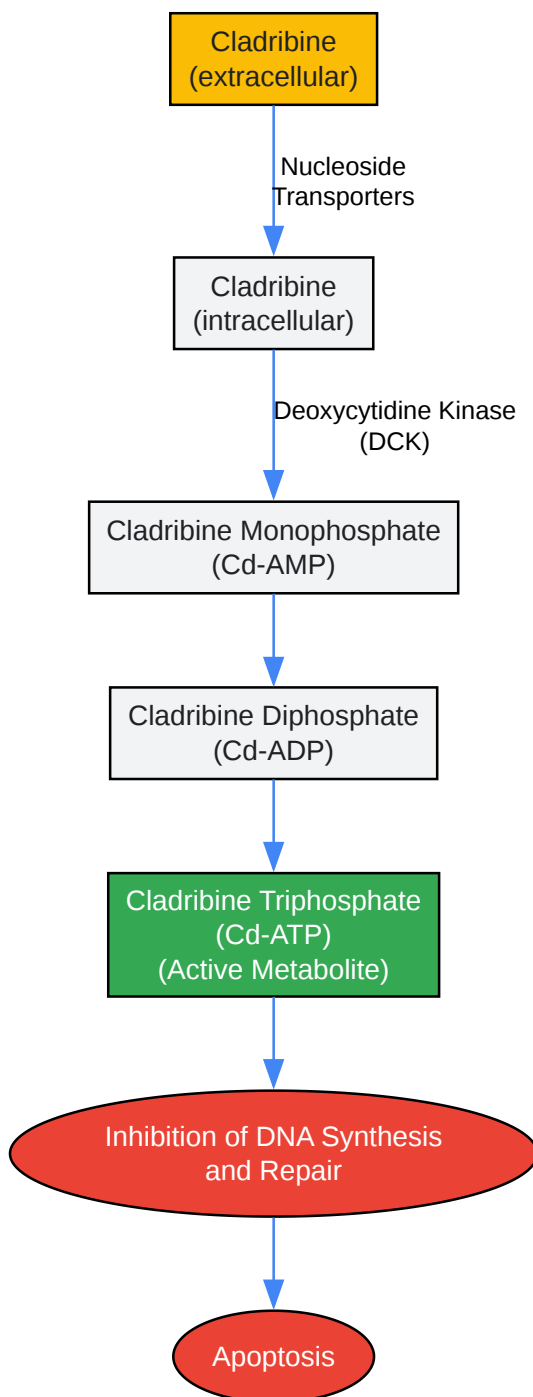 Cladribine
(extracellular)
Nucleoside
Transporters
Cladribine
(intracellular)
Deoxycytidine Kinase
(DCK)
Cladribine Monophosphate
(Cd-AMP)
Cladribine Diphosphate
(Cd-ADP)
Cladribine Triphosphate
(Cd-ATP)
(Active Metabolite)
Inhibition of DNA Synthesis
and Repair
Apoptosis